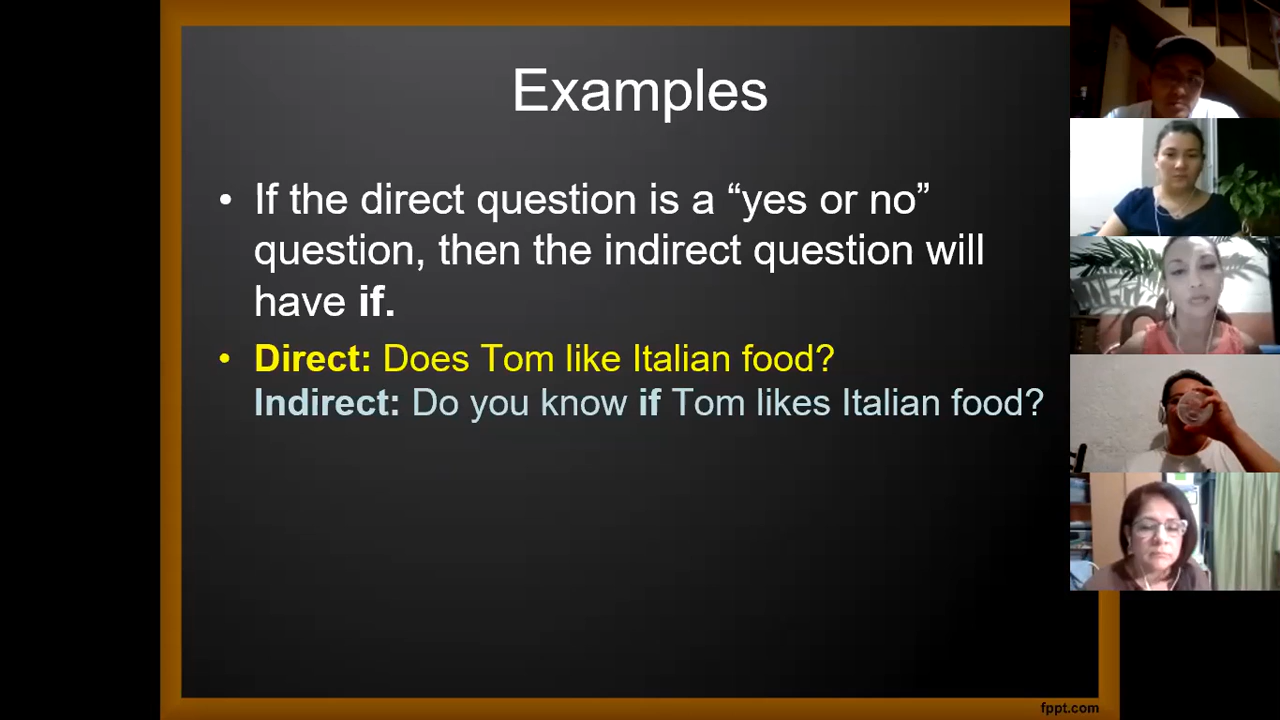 Examples
• If the direct question is a “yes or no”
question, then the indirect question will
have if.
• Direct: Does Tom like Italian food?
Indirect: Do you know if Tom likes Italian food?
fppt.com